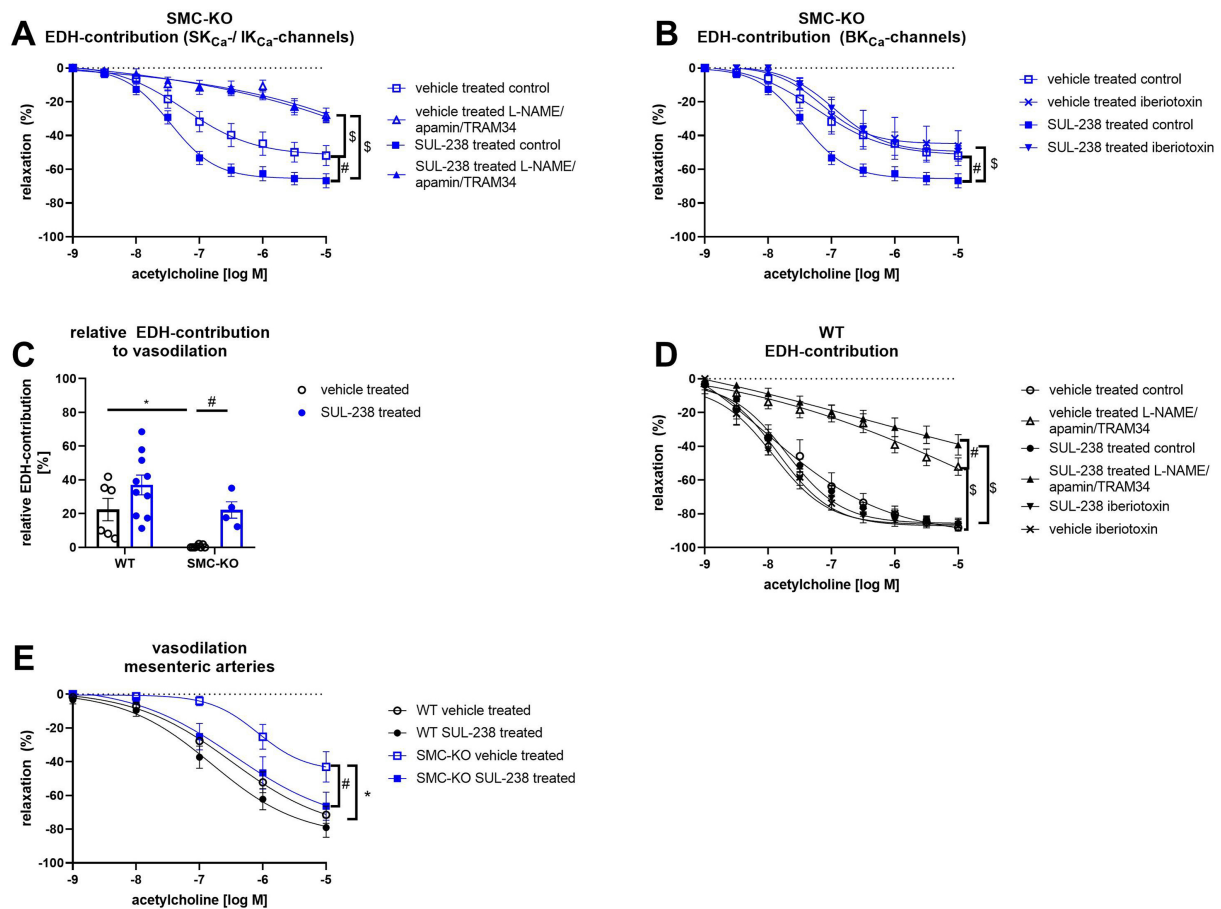 A
SMC-KO
EDH-contribution (SKCa-/ IKCa-channels)
relaxation (%)
0
-20
-40
-60
-80
-100
-9
-8
-7
-6
-5
acetylcholine [log M]
$
$
#
vehicle treated control
vehicle treated L-NAME/
apamin/TRAM34
SUL-238 treated control
SUL-238 treated L-NAME/
apamin/TRAM34
B
SMC-KO
EDH-contribution (BKCa-channels)
relaxation (%)
0
-20
-40
-60
-80
-100
-9
-8
-7
-6
-5
acetylcholine [log M]
#
$
vehicle treated control
vehicle treated iberiotoxin
SUL-238 treated control
SUL-238 treated iberiotoxin
C
relative EDH-contribution
to vasodilation
relative EDH-contribution
[%]
100
80
60
40
20
0
*
#
WT
SMC-KO
vehicle treated
SUL-238 treated
D
WT
EDH-contribution
relaxation (%)
0
-20
-40
-60
-80
-100
-9
-8
-7
-6
-5
acetylcholine [log M]
#
$
$
vehicle treated control
vehicle treated L-NAME/
apamin/TRAM34
SUL-238 treated control
SUL-238 treated L-NAME/
apamin/TRAM34
SUL-238 iberiotoxin
vehicle iberiotoxin
E
vasodilation
mesenteric arteries
relaxation (%)
0
-20
-40
-60
-80
-100
-9
-8
-7
-6
-5
acetylcholine [log M]
#
*
WT vehicle treated
WT SUL-238 treated
SMC-KO vehicle treated
SMC-KO SUL-238 treated